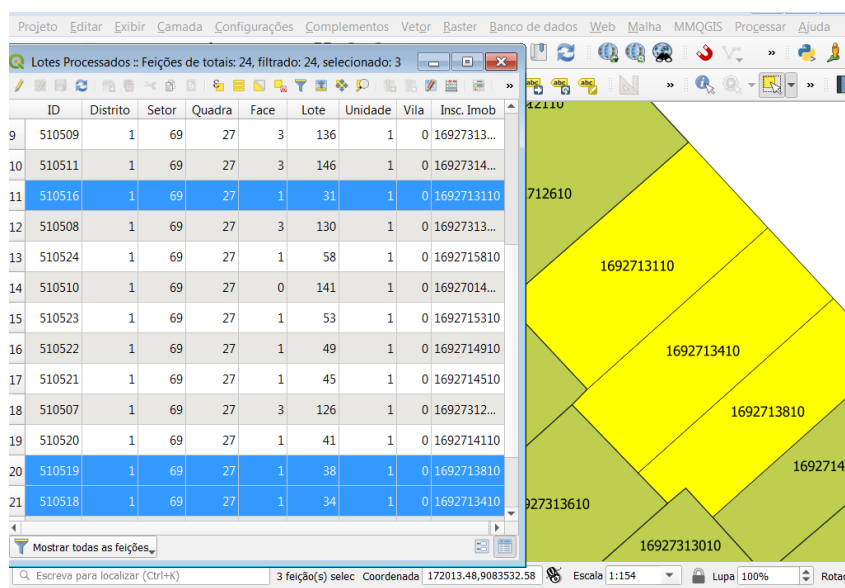 Projeto Editar Exibir Camada Configurações Complementos Vetor Raster Banco de dados Web Malha MMQGIS Processar Ajuda
Lotes Processados :: Feições de totais: 24, filtrado: 24, selecionado: 3
»
»
abc abc abc
»
»
ID Distrito Setor Quadra Face Lote Unidade Vila Insc. Imob
9 510509 1 69 27 3 136 1 0 16927313...
10 510511 1 69 27 3 146 1 0 16927314...
11 510516 1 69 27 1 31 1 0 1692713110
12 510508 1 69 27 3 130 1 0 16927313...
13 510524 1 69 27 1 58 1 0 1692715810
14 510510 1 69 27 0 141 1 0 16927014...
15 510523 1 69 27 1 53 1 0 1692715310
16 510522 1 69 27 1 49 1 0 1692714910
17 510521 1 69 27 1 45 1 0 1692714510
18 510507 1 69 27 3 126 1 0 16927312...
19 510520 1 69 27 1 41 1 0 1692714110
20 510519 1 69 27 1 38 1 0 1692713810
21 510518 1 69 27 1 34 1 0 1692713410
Mostrar todas as feições
712610
1692713110
1692713410
1692713810
1692714
927313610
16927313010
Escreva para localizar (Ctrl+K) 3 feição(s) selec Coordenada 172013.48,9083532.58 Escala 1:154 Lupa 100% Rota